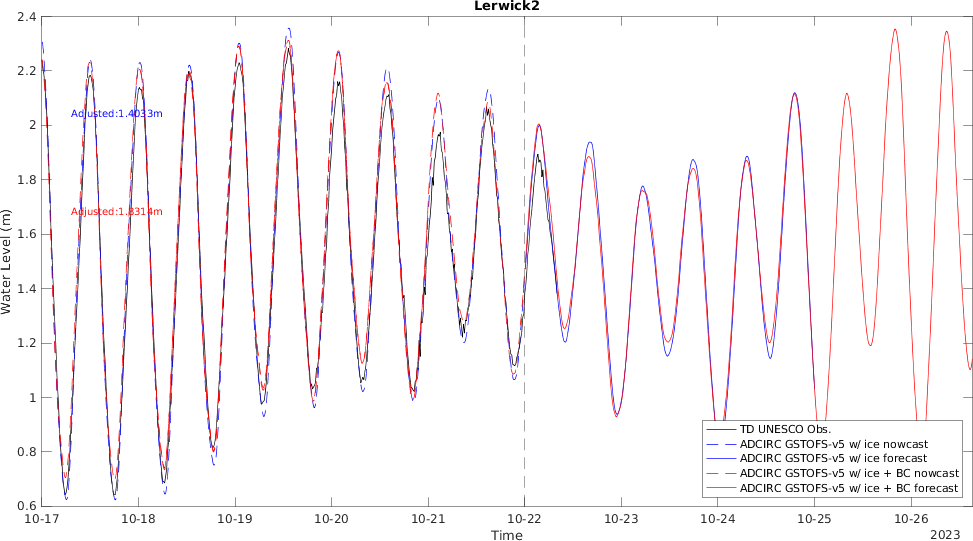 Lerwick2
2.4
2.2
2
1.8
1.6
1.4
1.2
1
0.8
0.6
Water Level (m)
Adjusted:1.4033m
Adjusted:1.8314m
TD UNESCO Obs.
ADCIRC GSTOFS-v5 w/ ice nowcast
ADCIRC GSTOFS-v5 w/ ice forecast
ADCIRC GSTOFS-v5 w/ ice + BC nowcast
ADCIRC GSTOFS-v5 w/ ice + BC forecast
10-17 10-18 10-19 10-20 10-21 10-22 10-23 10-24 10-25 10-26
Time
2023